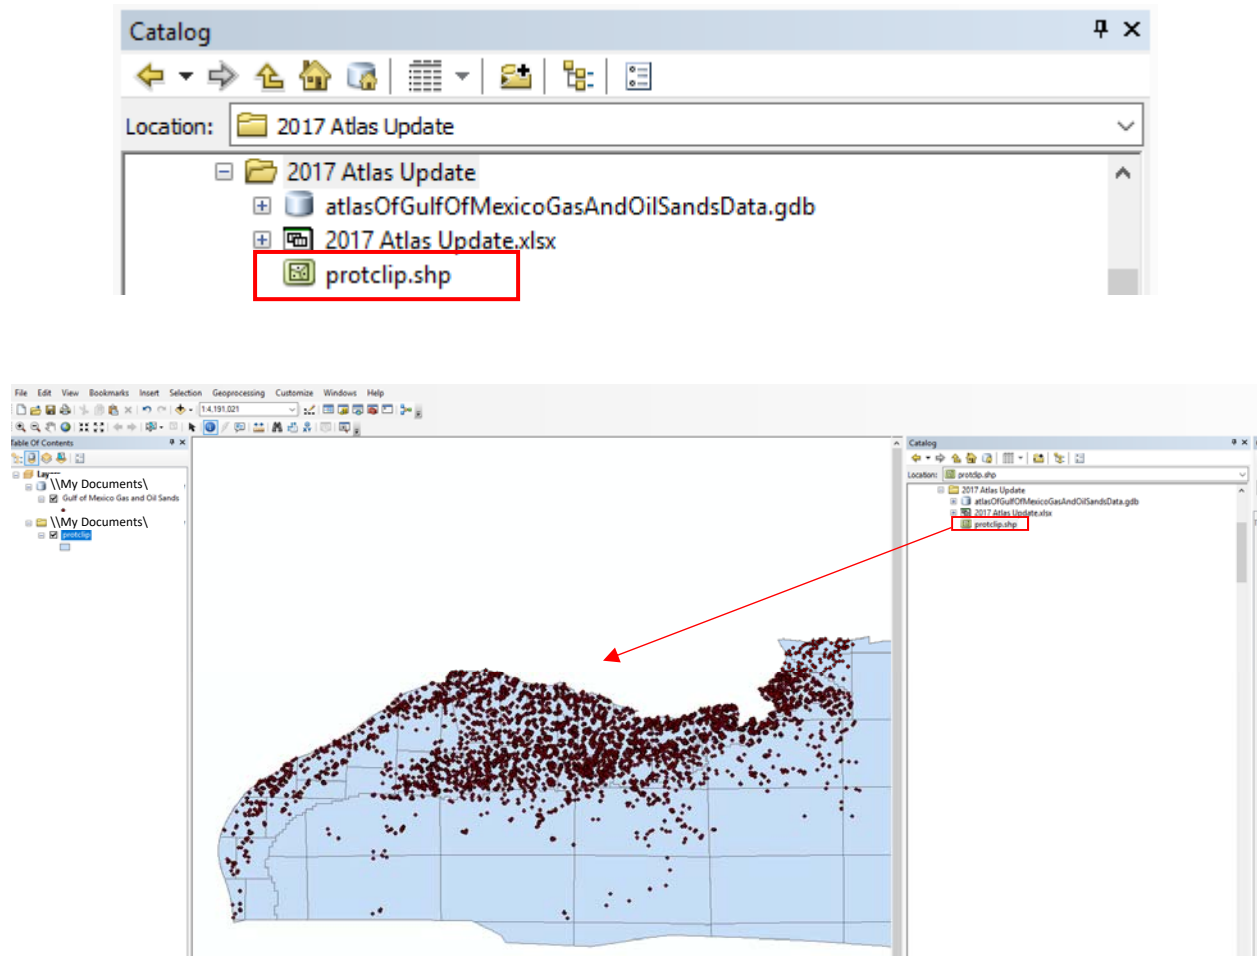 Catalog
Location: 2017 Atlas Update
2017 Atlas Update
atlasOfGulfOfMexicoGasAndOilSandsData.gdb
2017 Atlas Update.xlsx
protclip.shp
File Edit View Bookmarks Insert Selection Geoprocessing Customize Windows Help
1:4,191,021
Table Of Contents
Lay
\\My Documents\
Gulf of Mexico Gas and Oil Sands
\\My Documents\
protclip
Catalog
Location: protclip.shp
2017 Atlas Update
atlasOfGulfOfMexicoGasAndOilSandsData.gdb
2017 Atlas Update.xlsx
protclip.shp